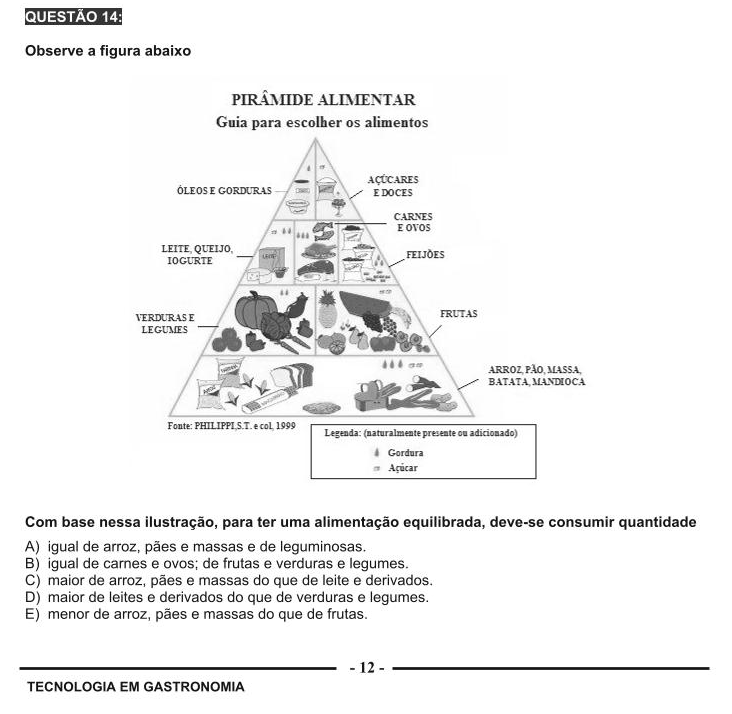 QUESTÃO 14:
Observe a figura abaixo
PIRÂMIDE ALIMENTAR
Guia para escolher os alimentos
ÓLEOS E GORDURAS
AÇÚCARES
E DOCES
CARNES
E OVOS
LEITE, QUEIJO,
IOGURTE
FEIJÕES
LEITE
VERDURAS E
LEGUMES
FRUTAS
ARROZ, PÃO, MASSA,
BATATA, MANDIOCA
ARROZ
MACARRÃO
Fonte: PHILIPPI,S.T. e col, 1999
Legenda: (naturalmente presente ou adicionado)
Gordura
Açúcar
Com base nessa ilustração, para ter uma alimentação equilibrada, deve-se consumir quantidade
A) igual de arroz, pães e massas e de leguminosas.
B) igual de carnes e ovos; de frutas e verduras e legumes.
C) maior de arroz, pães e massas do que de leite e derivados.
D) maior de leites e derivados do que de verduras e legumes.
E) menor de arroz, pães e massas do que de frutas.
- 12 -
TECNOLOGIA EM GASTRONOMIA